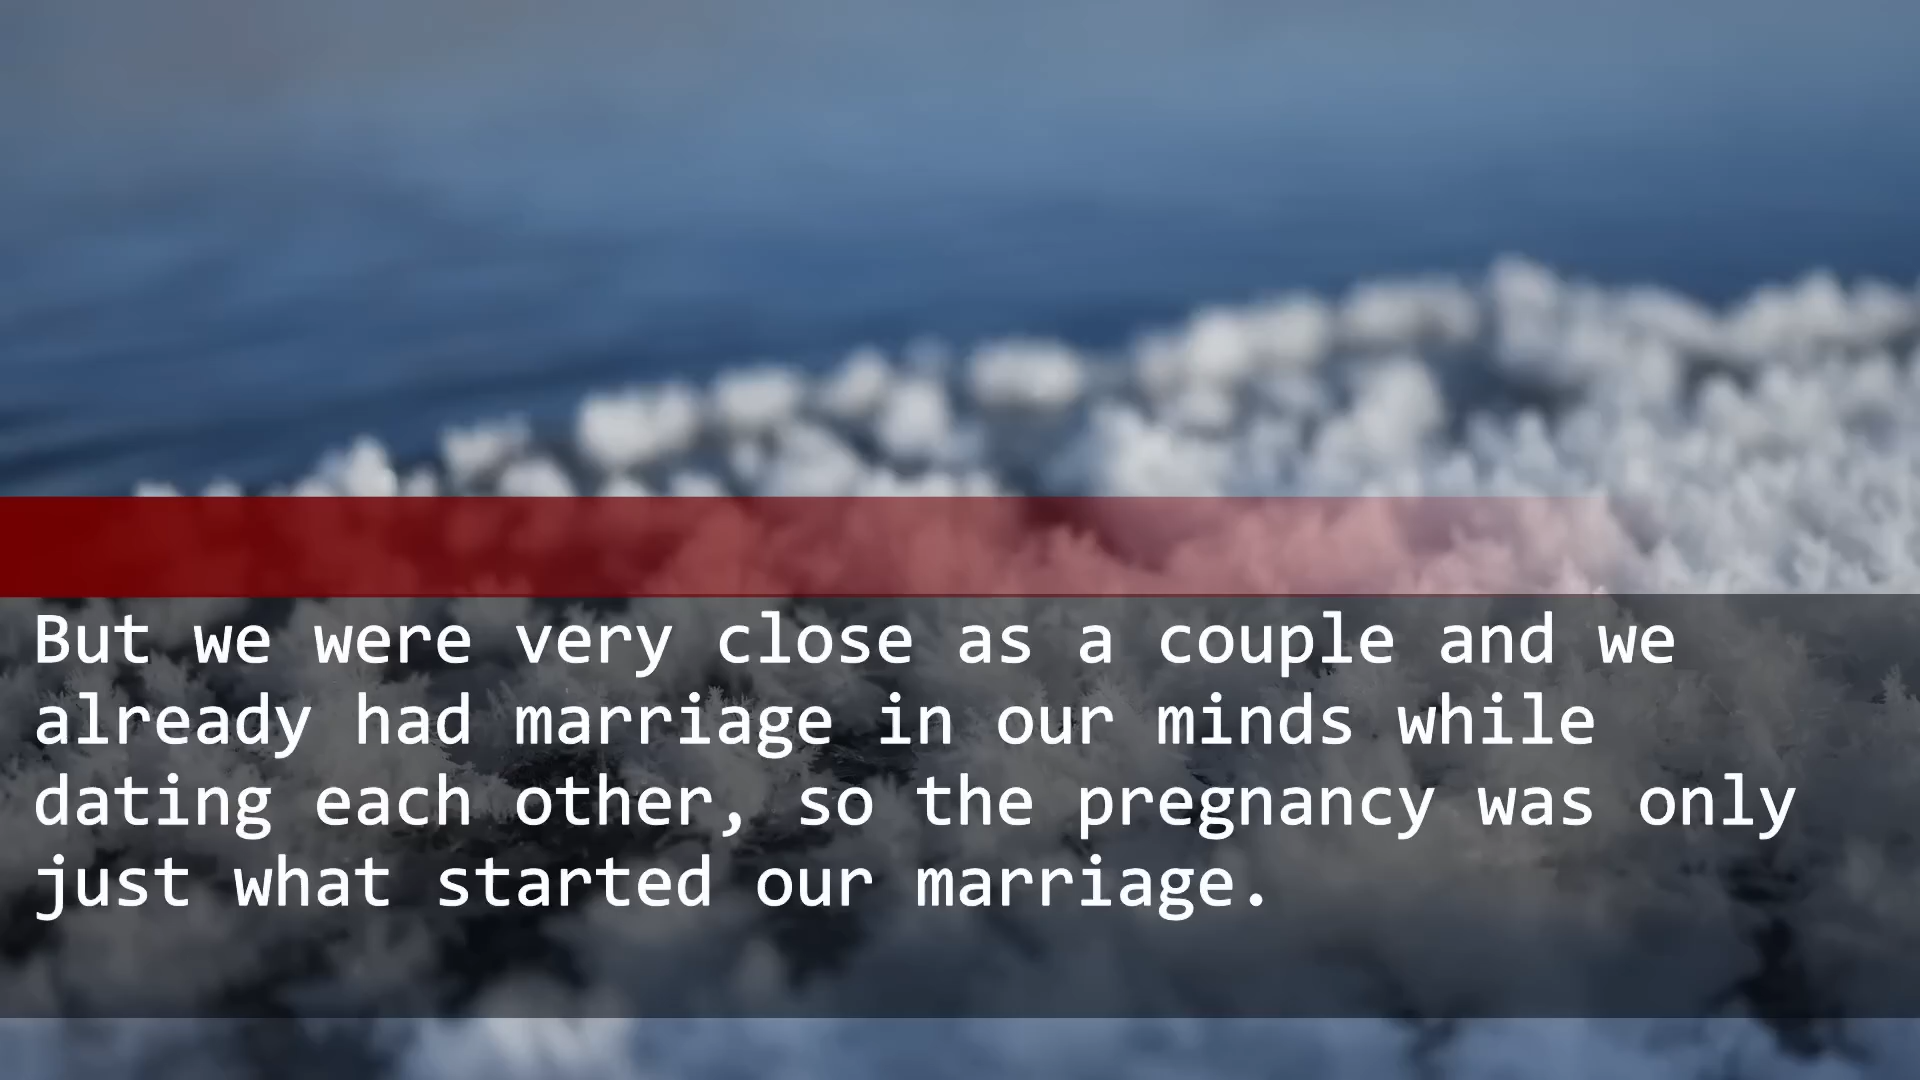 But we were very close as a couple and we
already had marriage in our minds while
dating each other, so the pregnancy was only
just what started our marriage.